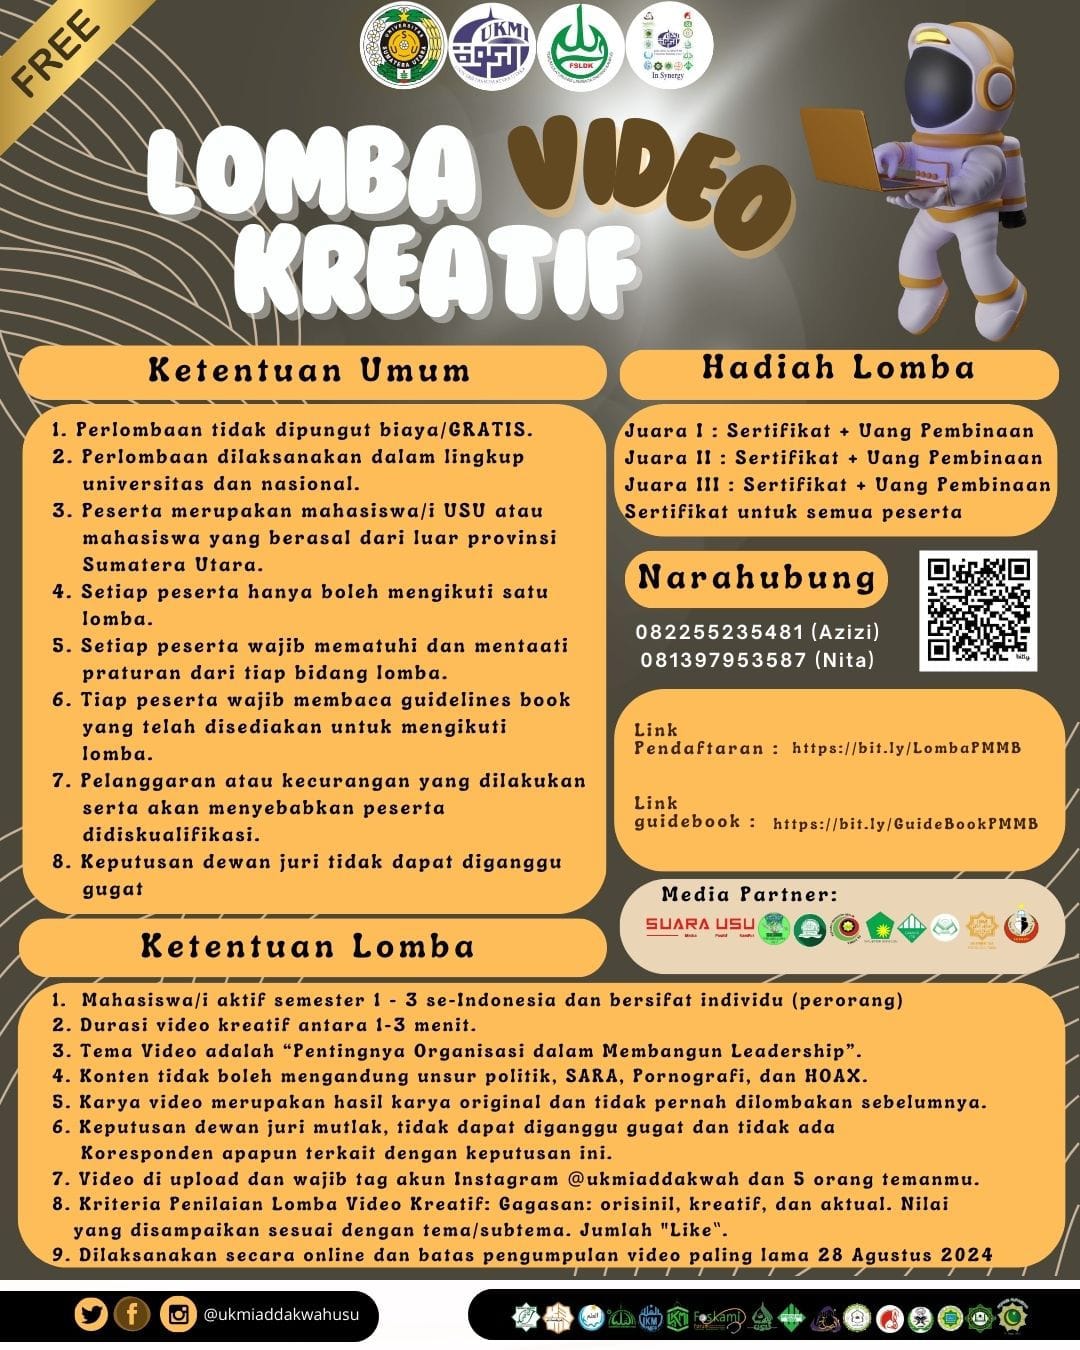 FREE
UNIVERSITAS
SUMATERA UTARA
UKMI
FSLDK
In Synergy
LOMBA VIDEO
KREATIF
Ketentuan Umum
1. Perlombaan tidak dipungut biaya/GRATIS.
2. Perlombaan dilaksanakan dalam lingkup
universitas dan nasional.
3. Peserta merupakan mahasiswa/i USU atau
mahasiswa yang berasal dari luar provinsi
Sumatera Utara.
4. Setiap peserta hanya boleh mengikuti satu
lomba.
5. Setiap peserta wajib mematuhi dan mentaati
praturan dari tiap bidang lomba.
6. Tiap peserta wajib membaca guidelines book
yang telah disediakan untuk mengikuti
lomba.
7. Pelanggaran atau kecurangan yang dilakukan
serta akan menyebabkan peserta
didiskualifikasi.
8. Keputusan dewan juri tidak dapat diganggu
gugat
Hadiah Lomba
Juara I : Sertifikat + Uang Pembinaan
Juara II : Sertifikat + Uang Pembinaan
Juara III : Sertifikat + Uang Pembinaan
Sertifikat untuk semua peserta
Narahubung
082255235481 (Azizi)
081397953587 (Nita)
bitly
Link
Pendaftaran : https://bit.ly/LombaPMMB
Link
guidebook : https://bit.ly/GuideBookPMMB
Media Partner:
SUARA USU
Ketentuan Lomba
1. Mahasiswa/i aktif semester 1 - 3 se-Indonesia dan bersifat individu (perorang)
2. Durasi video kreatif antara 1-3 menit.
3. Tema Video adalah “Pentingnya Organisasi dalam Membangun Leadership”.
4. Konten tidak boleh mengandung unsur politik, SARA, Pornografi, dan HOAX.
5. Karya video merupakan hasil karya original dan tidak pernah dilombakan sebelumnya.
6. Keputusan dewan juri mutlak, tidak dapat diganggu gugat dan tidak ada
Koresponden apapun terkait dengan keputusan ini.
7. Video di upload dan wajib tag akun Instagram @ukmiaddakwah dan 5 orang temanmu.
8. Kriteria Penilaian Lomba Video Kreatif: Gagasan: orisinil, kreatif, dan aktual. Nilai
yang disampaikan sesuai dengan tema/subtema. Jumlah "Like“.
9. Dilaksanakan secara online dan batas pengumpulan video paling lama 28 Agustus 2024
@ukmiaddakwahusu